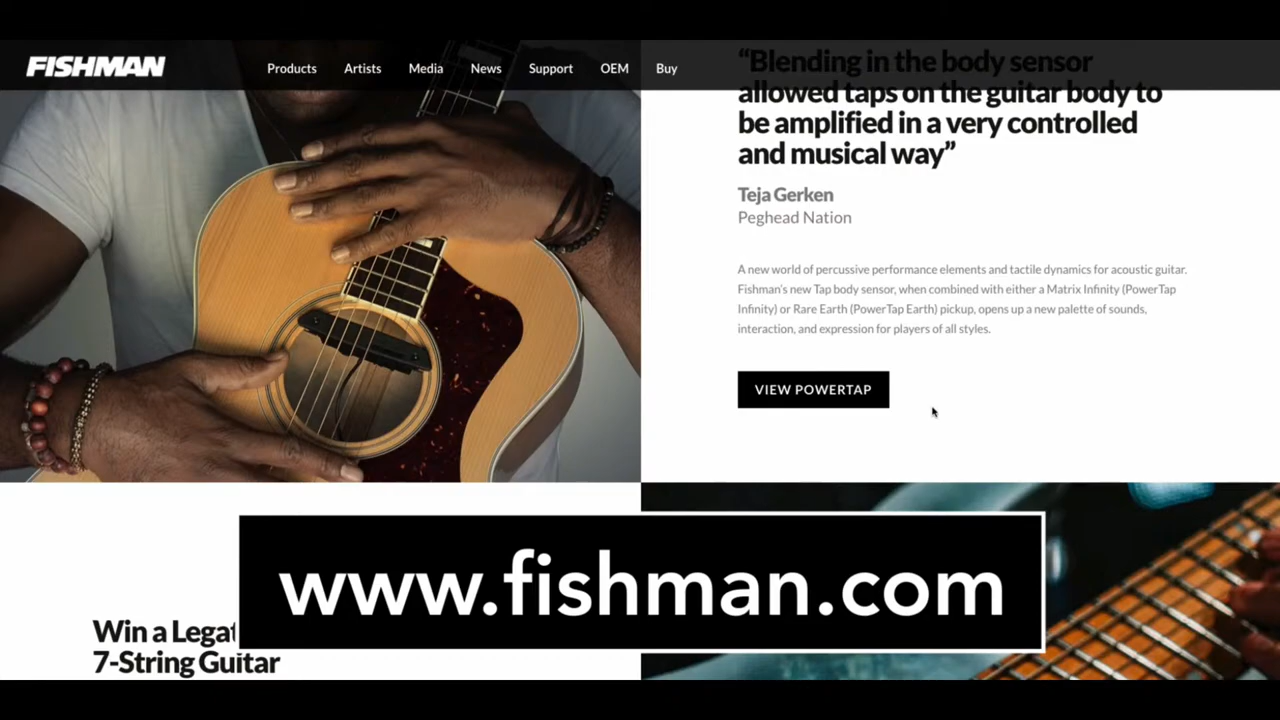 FISHMAN
Products Artists Media News Support OEM Buy
“Blending in the body sensor
allowed taps on the guitar body to
be amplified in a very controlled
and musical way”
Teja Gerken
Peghead Nation
A new world of percussive performance elements and tactile dynamics for acoustic guitar.
Fishman's new Tap body sensor, when combined with either a Matrix Infinity (PowerTap
Infinity) or Rare Earth (PowerTap Earth) pickup, opens up a new palette of sounds,
interaction, and expression for players of all styles.
VIEW POWERTAP
www.fishman.com
Win a Legat
7-String Guitar